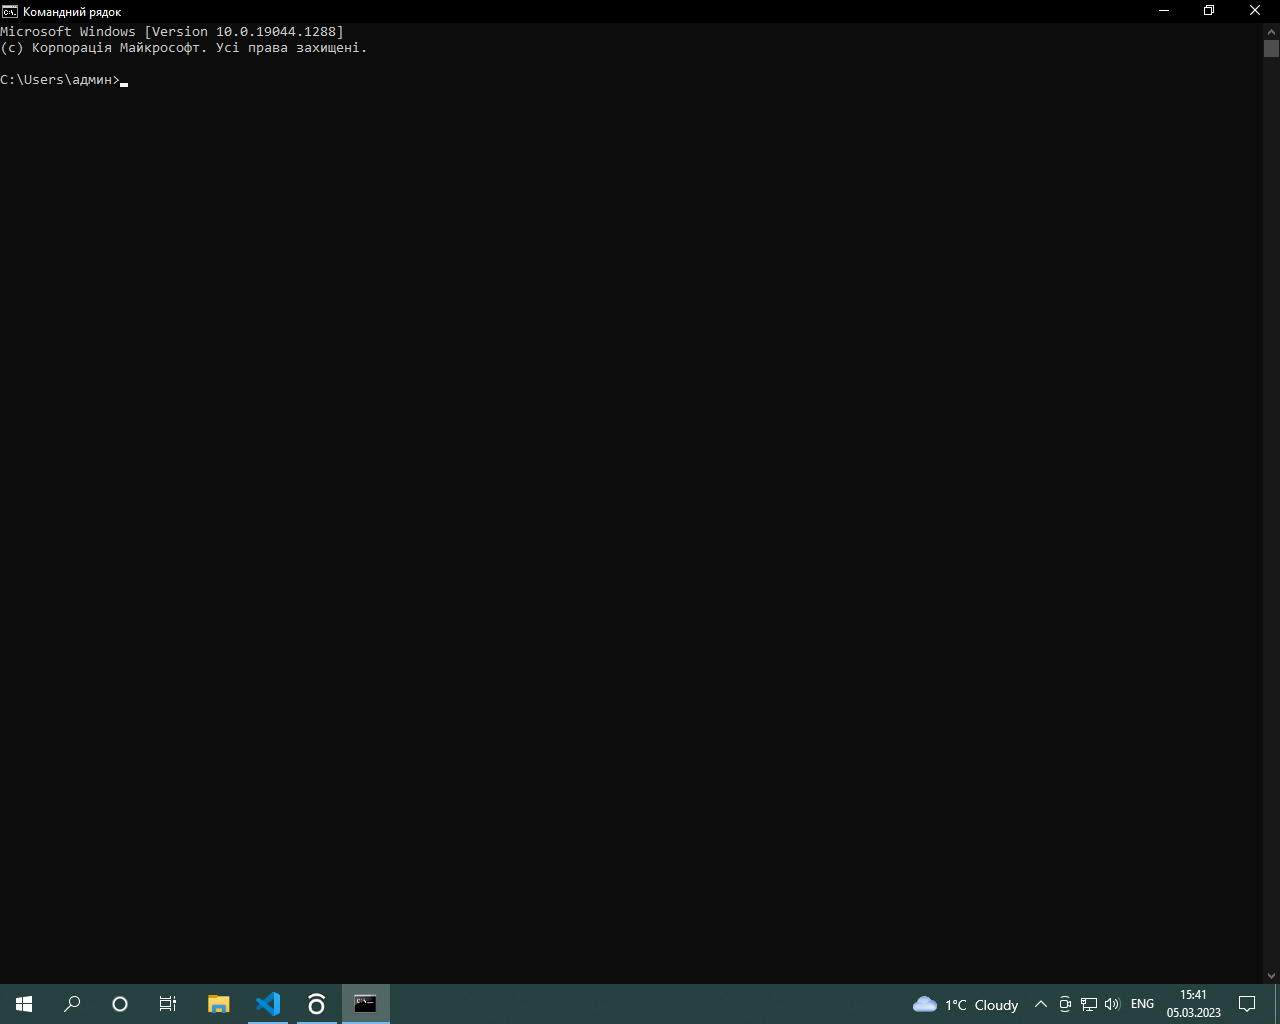 Командний рядок
Microsoft Windows [Version 10.0.19044.1288]
(c) Корпорація Майкрософт. Усі права захищені.
C:\Users\админ>
1°C Cloudy
ENG
15:41
05.03.2023